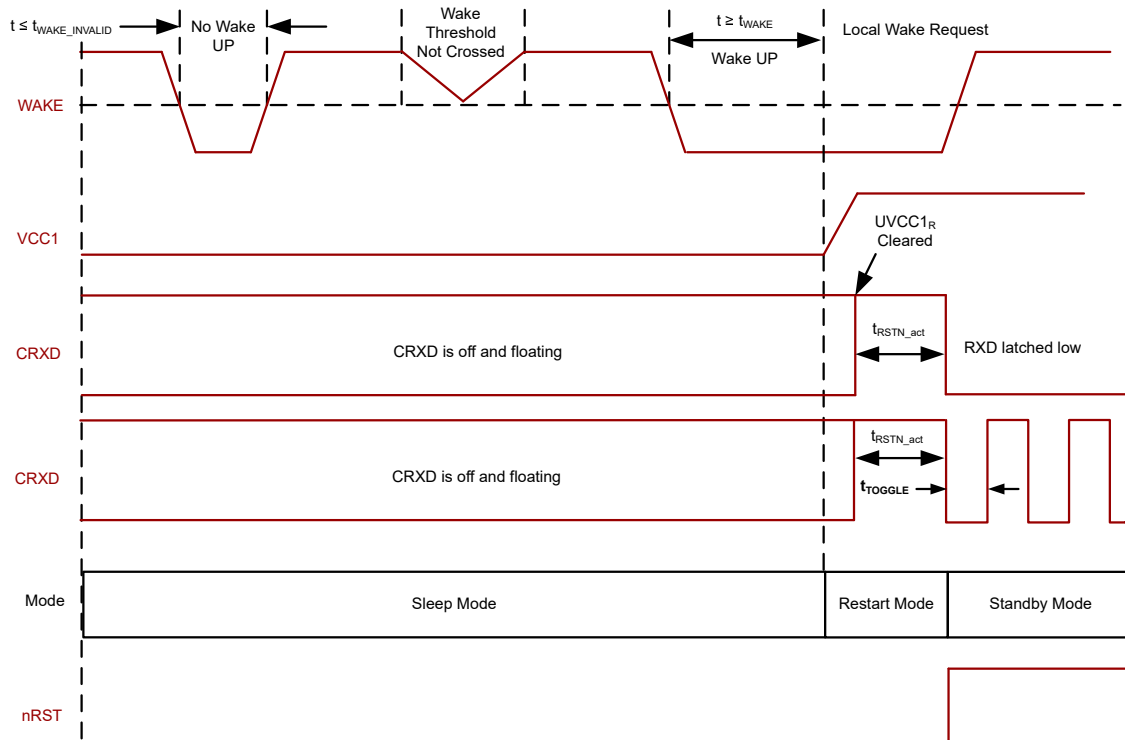 t ≤ tWAKE_INVALID
No Wake
UP
Wake
Threshold
Not Crossed
t ≥ tWAKE
Wake UP
Local Wake Request
WAKE
VCC1
UVCC1R
Cleared
CRXD
CRXD is off and floating
tRSTN_act
RXD latched low
CRXD
CRXD is off and floating
tRSTN_act
tTOGGLE
Mode
Sleep Mode
Restart Mode
Standby Mode
nRST